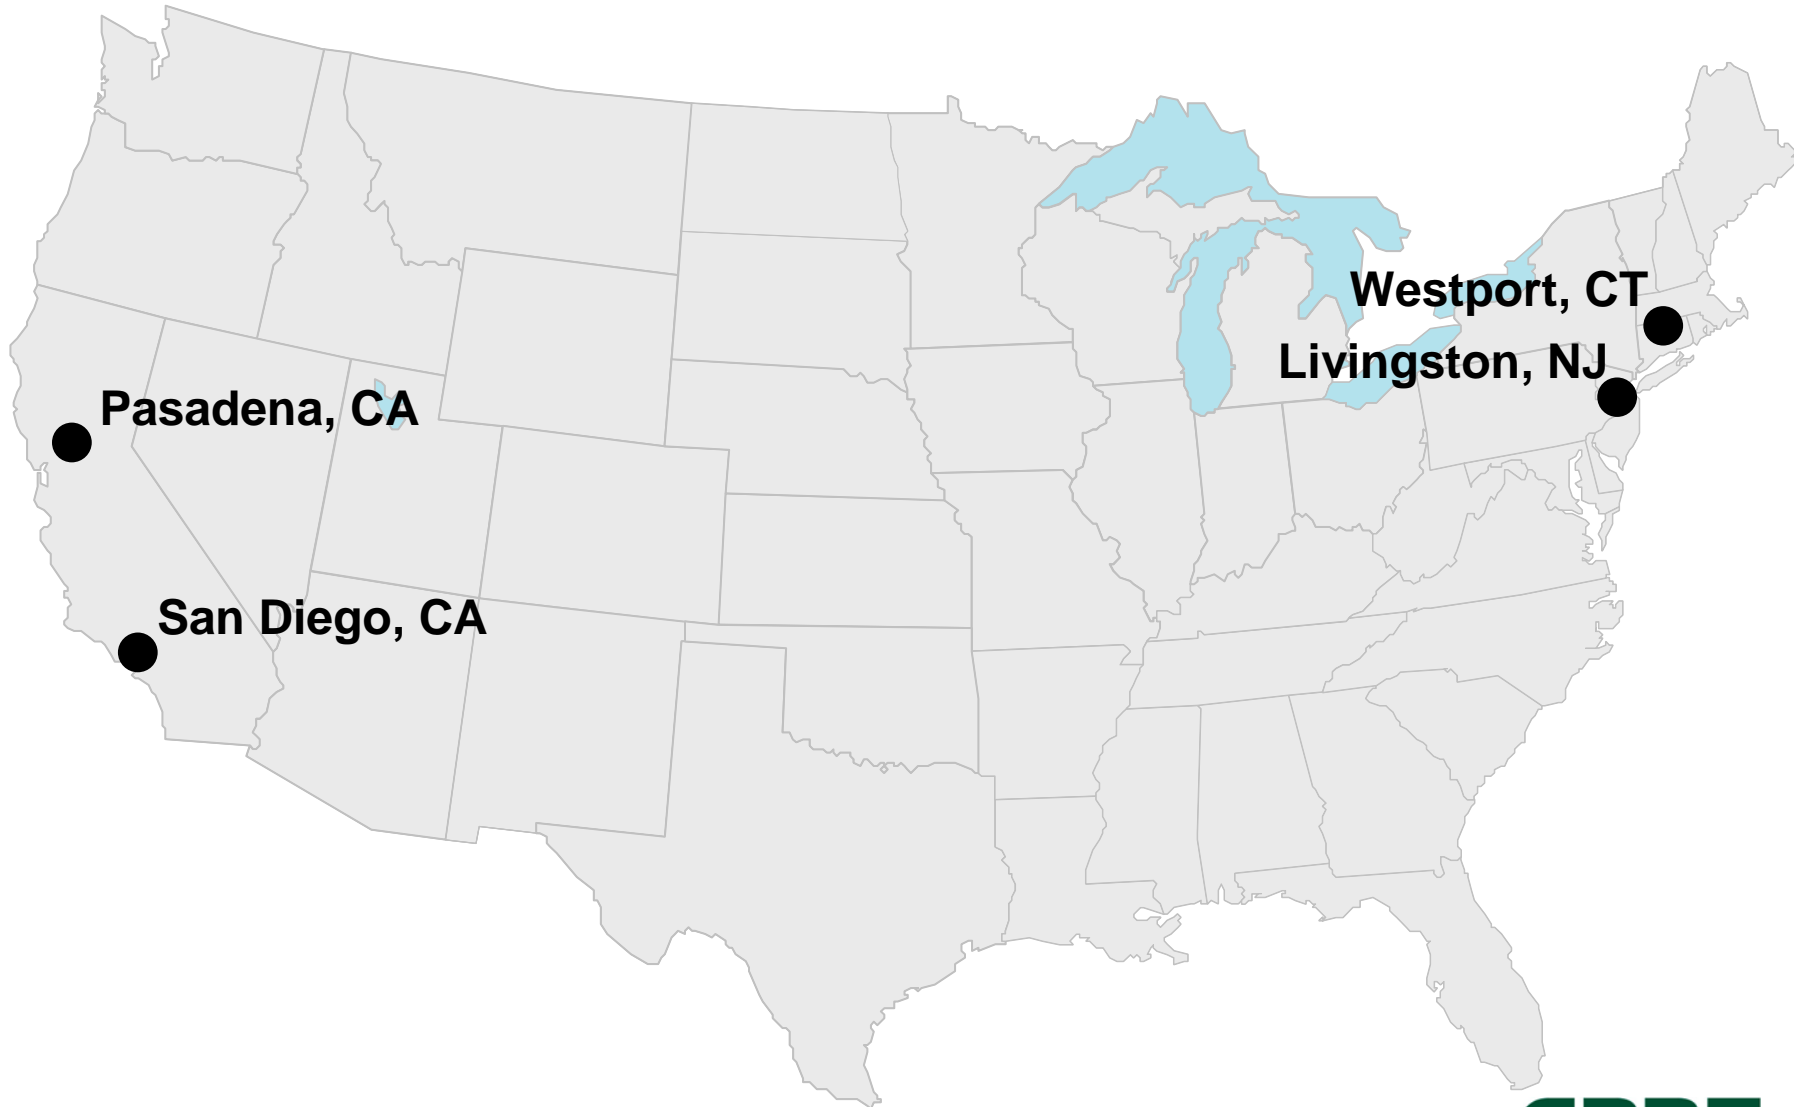 Westport, CT
Livingston, NJ
Pasadena, CA
San Diego, CA